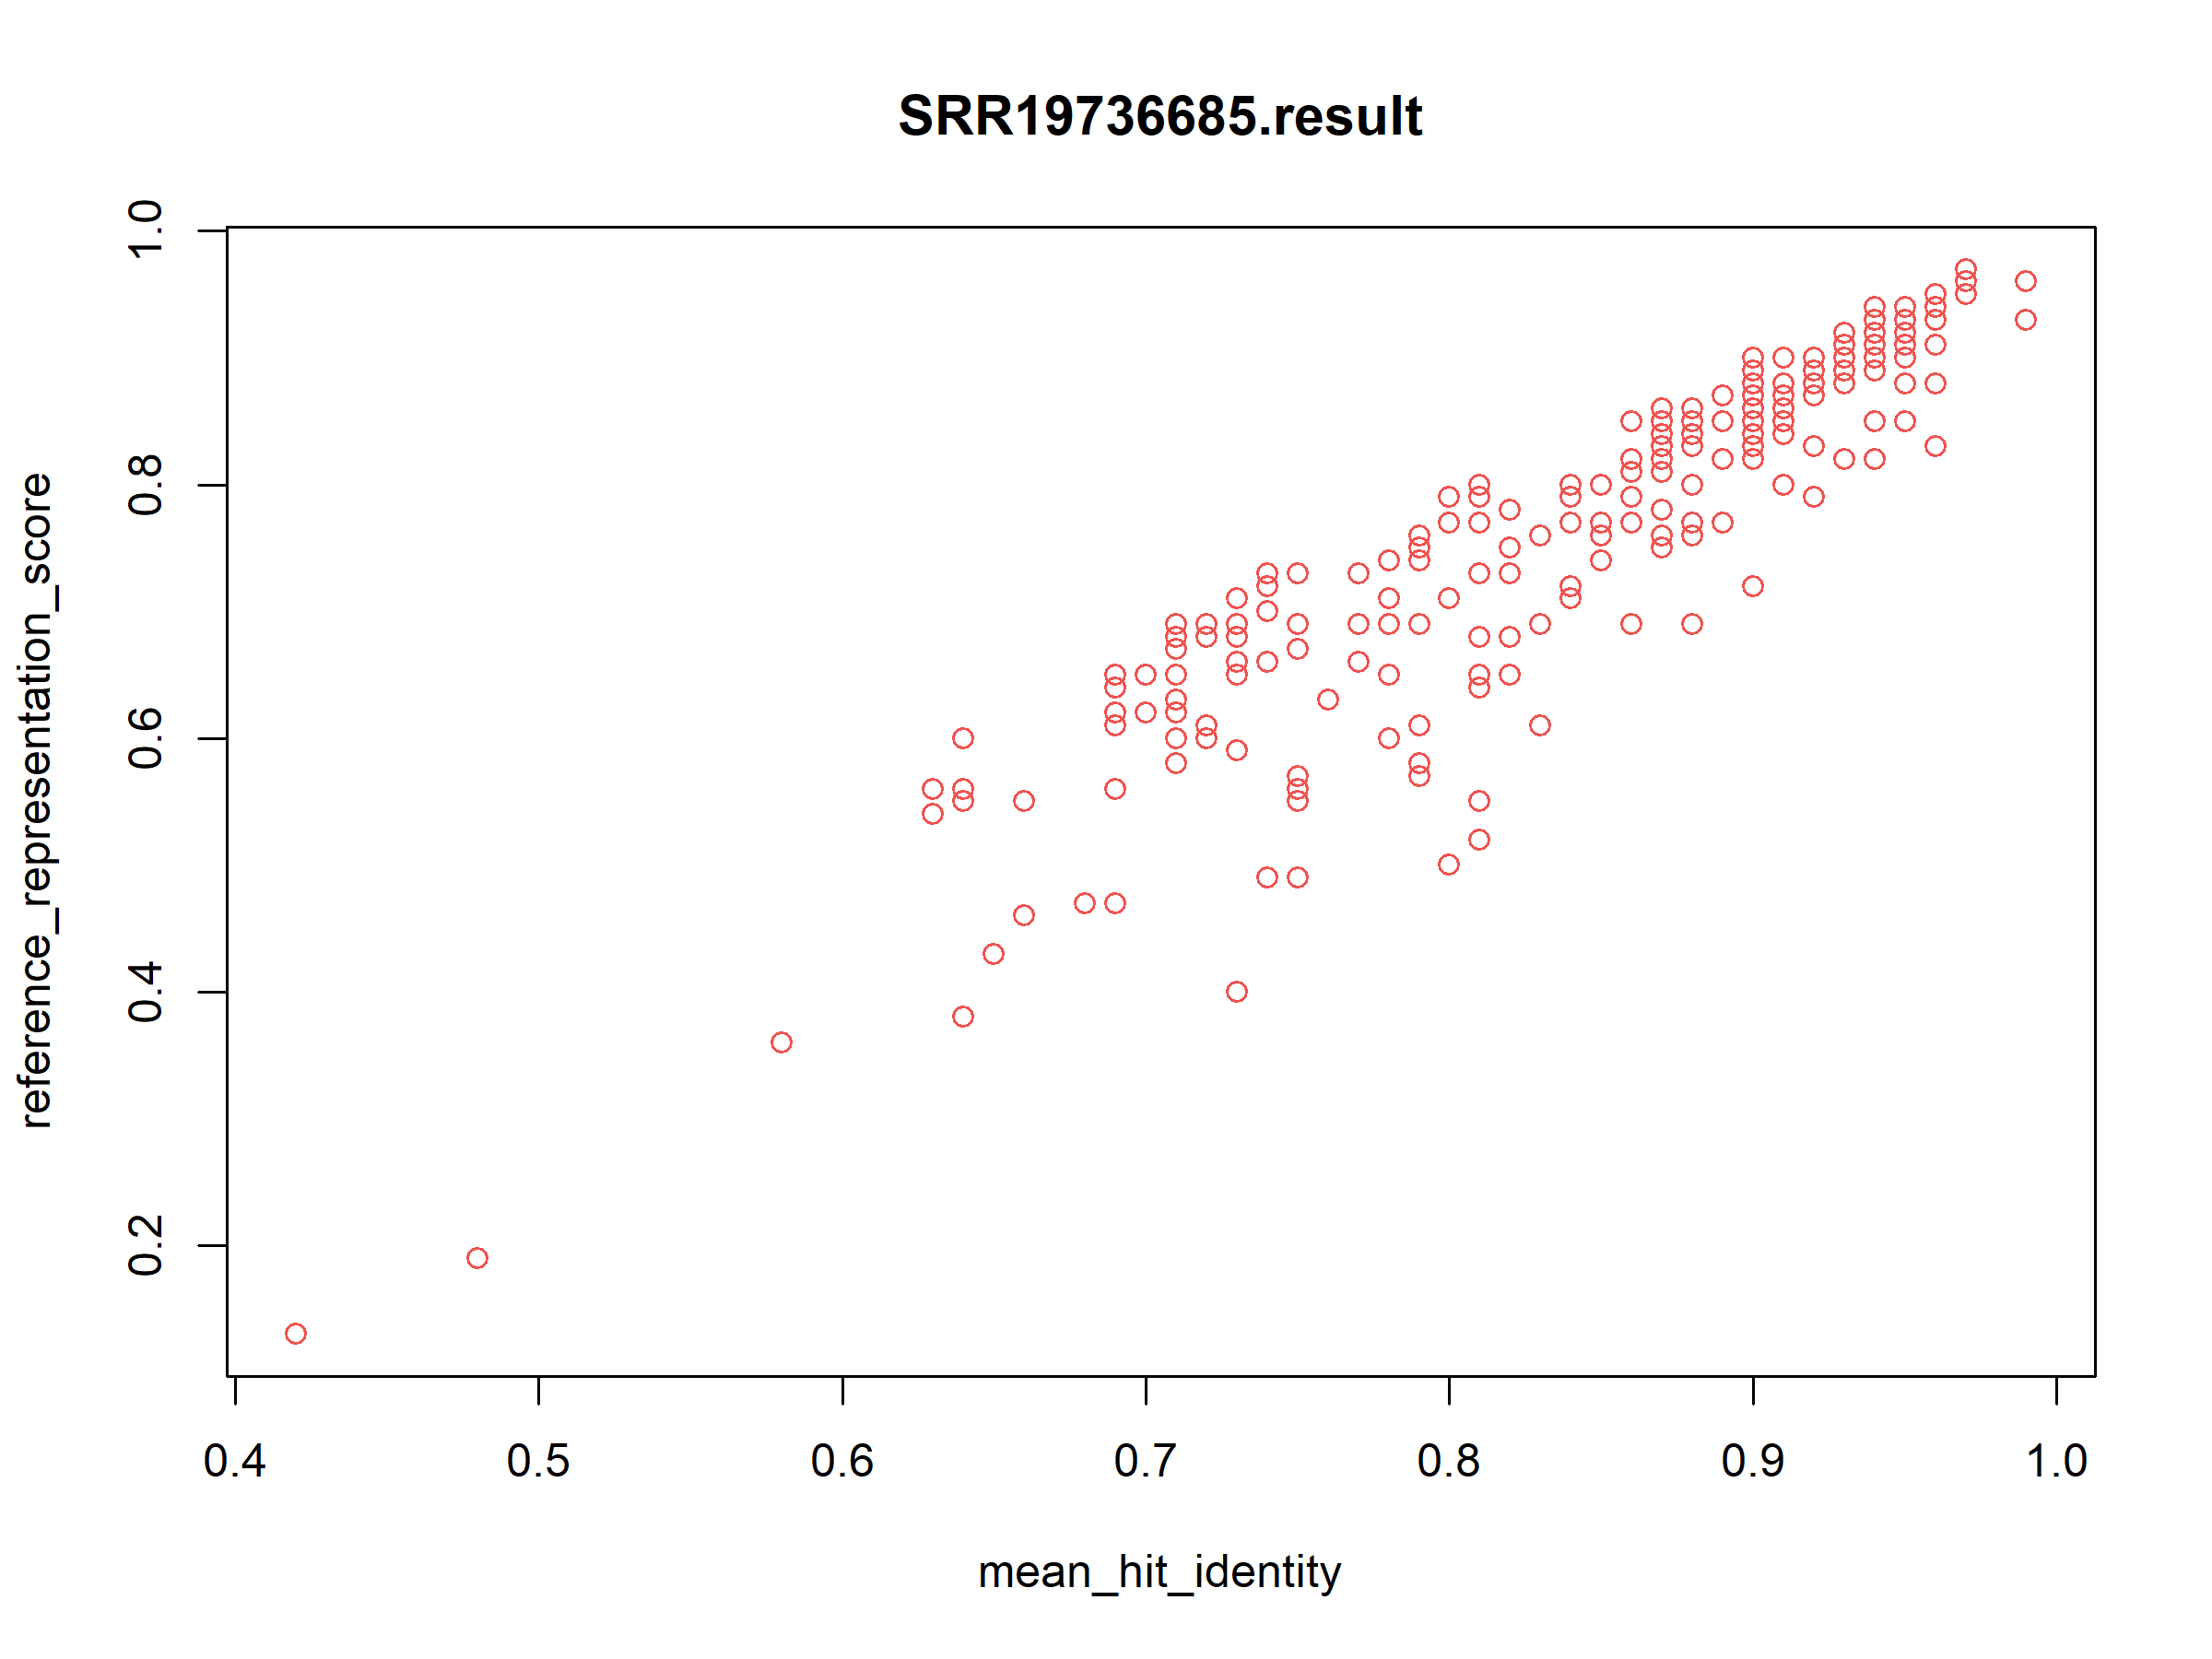 SRR19736685.result
1.0
0.8
0.6
0.4
0.2
reference_representation_score
0.4 0.5 0.6 0.7 0.8 0.9 1.0
mean_hit_identity